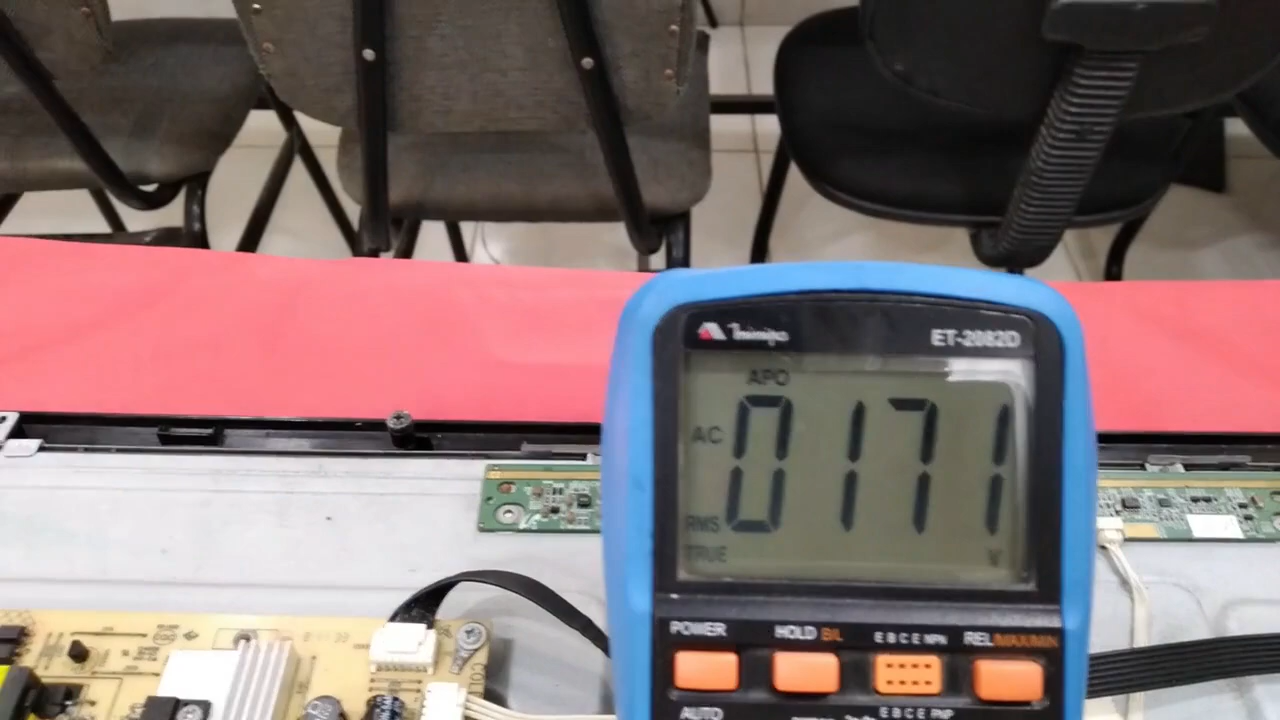 Minipa ET-2082D
APO
AC
0171
RMS
TRUE V
POWER HOLD B/L E B C E NPN REL/MAX/MIN
AUTO E B C E PNP